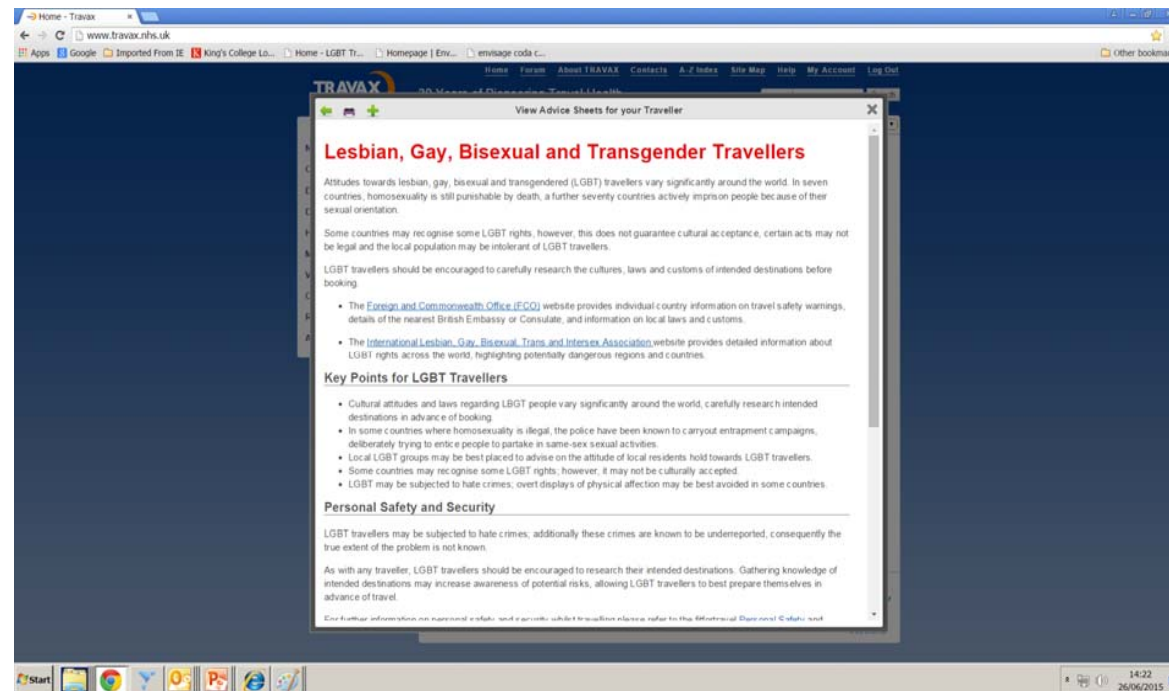 Home - Travax
www.travax.nhs.uk
Apps Google Imported From IE King's College Lo... Home - LGBT Tr... Homepage | Env... envisage coda c... Other bookmar
Home Forum About TRAVAX Contacts A-Z Index Site Map Help My Account Log Out
TRAVAX
View Advice Sheets for your Traveller
Lesbian, Gay, Bisexual and Transgender Travellers
Attitudes towards lesbian, gay, bisexual and transgendered (LGBT) travellers vary significantly around the world. In seven
countries, homosexuality is still punishable by death, a further seventy countries actively imprison people because of their
sexual orientation.
Some countries may recognise some LGBT rights, however, this does not guarantee cultural acceptance, certain acts may not
be legal and the local population may be intolerant of LGBT travellers.
LGBT travellers should be encouraged to carefully research the cultures, laws and customs of intended destinations before
booking.
• The Foreign and Commonwealth Office (FCO) website provides individual country information on travel safety warnings,
details of the nearest British Embassy or Consulate, and information on local laws and customs.
• The International Lesbian, Gay, Bisexual, Trans and Intersex Association website provides detailed information about
LGBT rights across the world, highlighting potentially dangerous regions and countries.
Key Points for LGBT Travellers
• Cultural attitudes and laws regarding LBGT people vary significantly around the world, carefully research intended
destinations in advance of booking.
• In some countries where homosexuality is illegal, the police have been known to carryout entrapment campaigns,
deliberately trying to entice people to partake in same-sex sexual activities.
• Local LGBT groups may be best placed to advise on the attitude of local residents hold towards LGBT travellers.
• Some countries may recognise some LGBT rights; however, it may not be culturally accepted.
• LGBT may be subjected to hate crimes; overt displays of physical affection may be best avoided in some countries.
Personal Safety and Security
LGBT travellers may be subjected to hate crimes; additionally these crimes are known to be underreported, consequently the
true extent of the problem is not known.
As with any traveller, LGBT travellers should be encouraged to research their intended destinations. Gathering knowledge of
intended destinations may increase awareness of potential risks, allowing LGBT travellers to best prepare themselves in
advance of travel.
For further information on personal safety and security whilst travelling please refer to the fitfortravel Personal Safety and
Start
14:22
26/06/2015